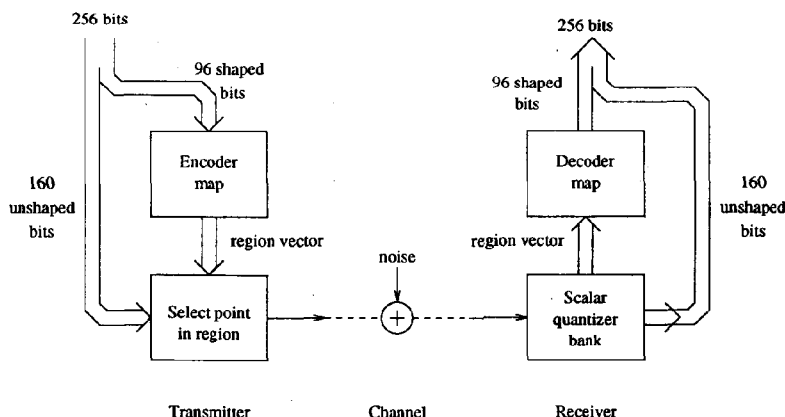 256 bits
96 shaped
bits
Encoder
map
160
unshaped
bits
region vector
Select point
in region
Transmitter
noise
+
Channel
256 bits
96 shaped
bits
Decoder
map
160
unshaped
bits
region vector
Scalar
quantizer
bank
Receiver